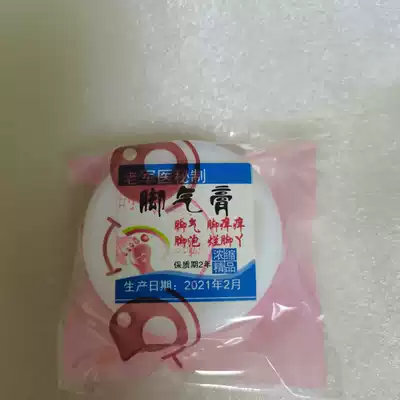 老军医秘制
脚气膏
脚气 脚痒痒
脚泡 烂脚丫
保质期2年
浓缩
精品
生产日期：2021年2月